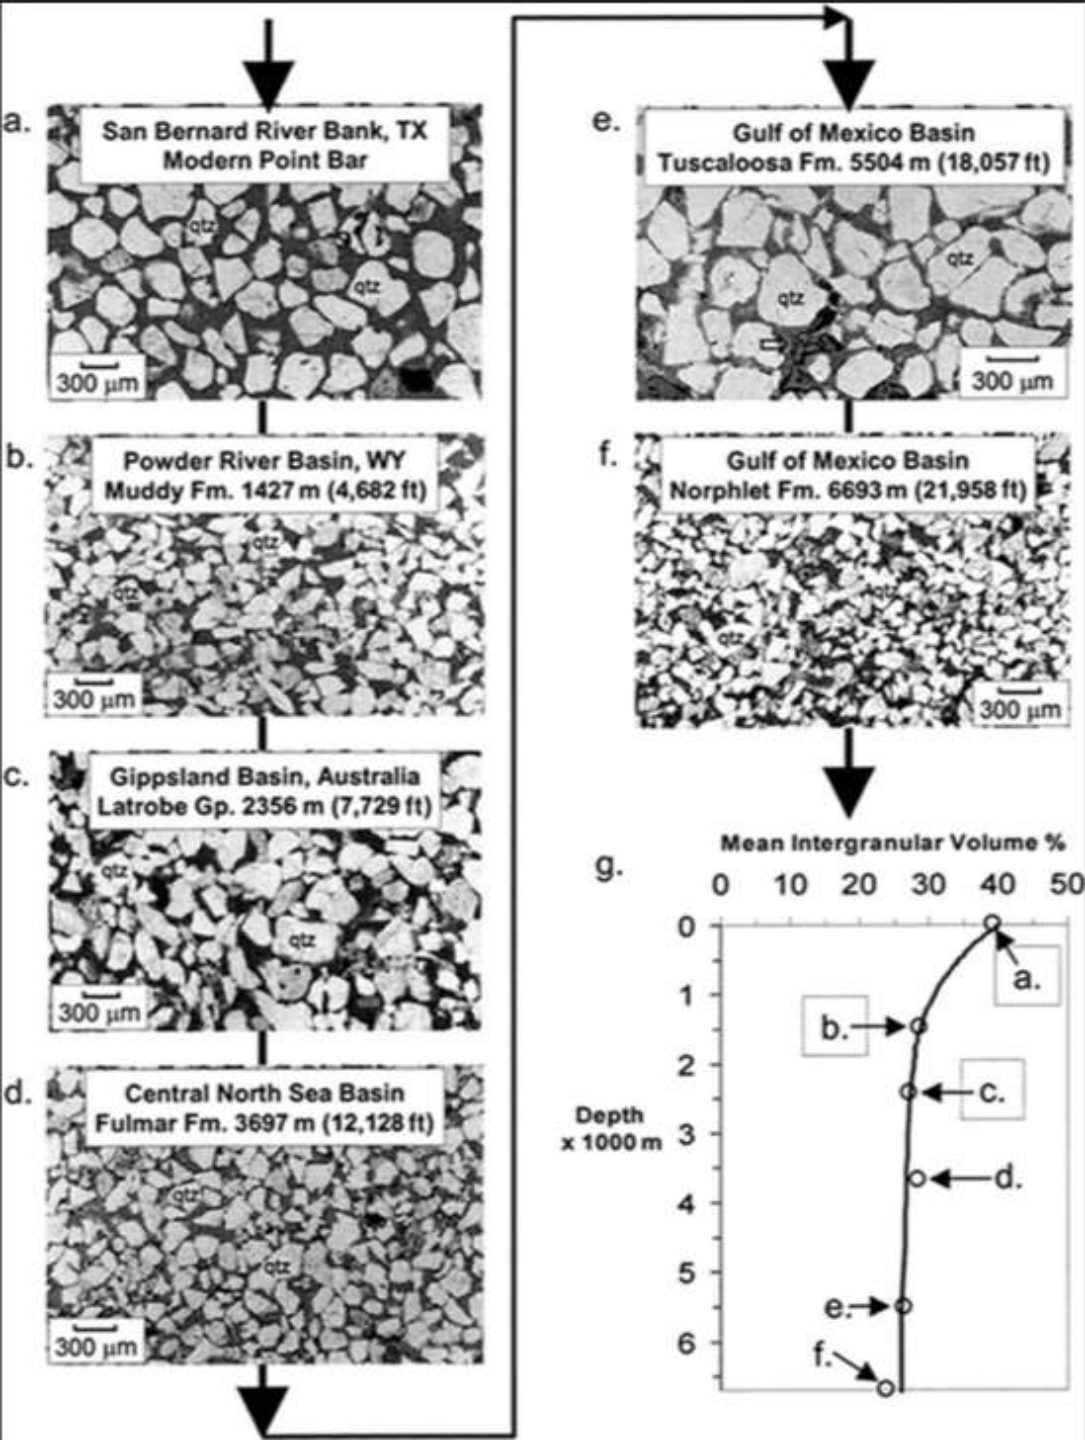 a.
San Bernard River Bank, TX
Modern Point Bar
qtz
qtz
300 μm
b.
Powder River Basin, WY
Muddy Fm. 1427 m (4,682 ft)
qtz
qtz
300 μm
c.
Gippsland Basin, Australia
Latrobe Gp. 2356 m (7,729 ft)
qtz
qtz
300 μm
d.
Central North Sea Basin
Fulmar Fm. 3697 m (12,128 ft)
qtz
qtz
300 μm
e.
Gulf of Mexico Basin
Tuscaloosa Fm. 5504 m (18,057 ft)
qtz
qtz
300 μm
f.
Gulf of Mexico Basin
Norphlet Fm. 6693 m (21,958 ft)
qtz
qtz
300 μm
g.
Mean Intergranular Volume %
0 10 20 30 40 50
0
a.
1
b.
2
c.
Depth
x 1000 m
3
d.
4
5
e.
6
f.